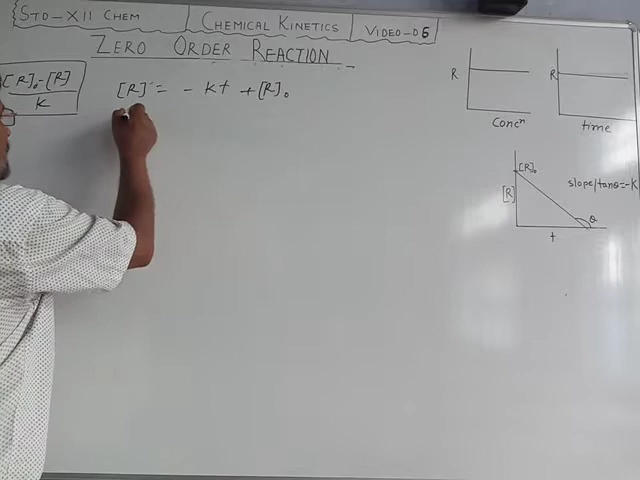 STD-XII CHEM CHEMICAL KINETICS VIDEO-05
ZERO ORDER REACTION
[R]₀-[R]
K
[R] = - Kt + [R]₀
R
Concⁿ
R
time
[R]₀
[R]
slope/tanθ=-K
θ
t